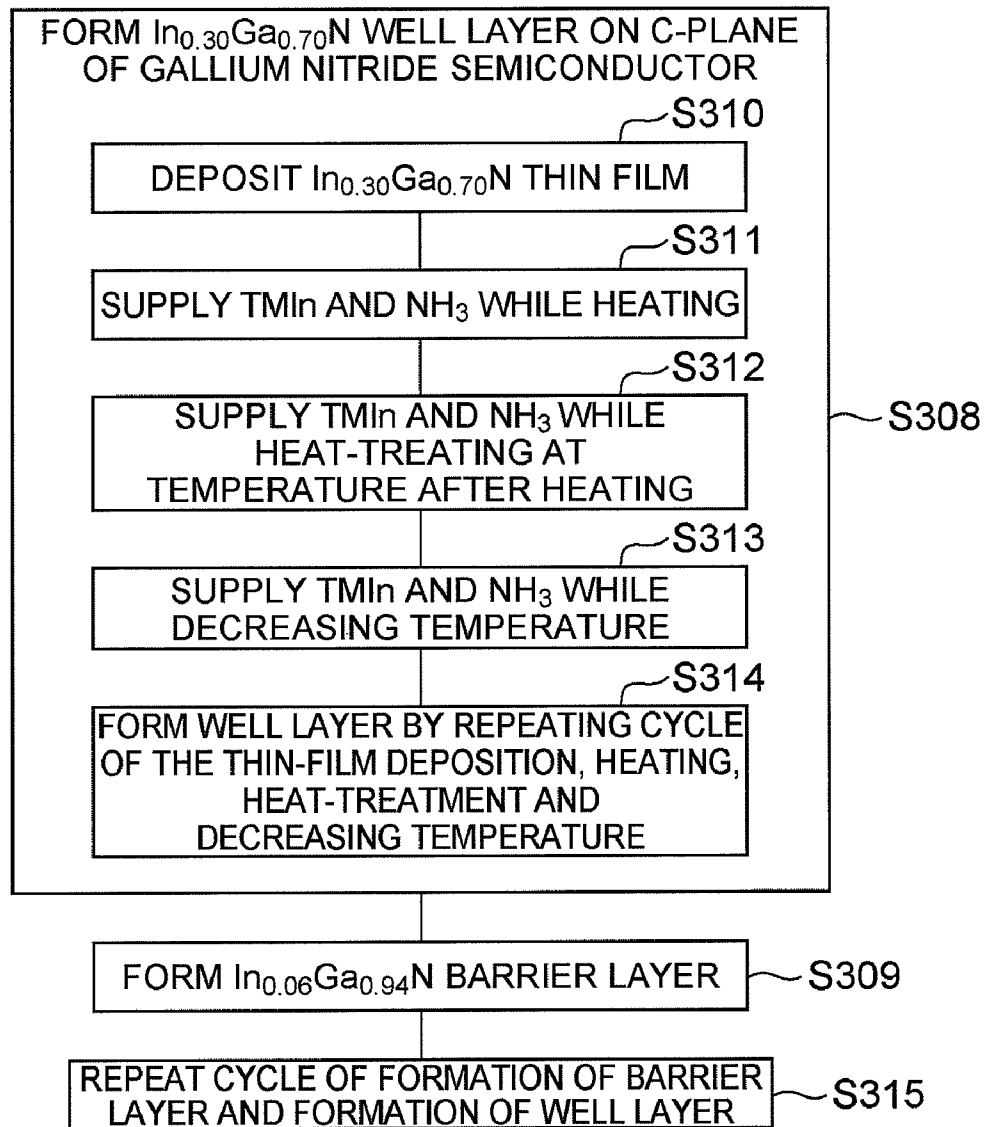 FORM In0.30Ga0.70N WELL LAYER ON C-PLANE
OF GALLIUM NITRIDE SEMICONDUCTOR
S310
DEPOSIT In0.30Ga0.70N THIN FILM
S311
SUPPLY TMIn AND NH3 WHILE HEATING
S312
SUPPLY TMIn AND NH3 WHILE
HEAT-TREATING AT
TEMPERATURE AFTER HEATING
S308
S313
SUPPLY TMIn AND NH3 WHILE
DECREASING TEMPERATURE
S314
FORM WELL LAYER BY REPEATING CYCLE
OF THE THIN-FILM DEPOSITION, HEATING,
HEAT-TREATMENT AND
DECREASING TEMPERATURE
FORM In0.06Ga0.94N BARRIER LAYER
S309
REPEAT CYCLE OF FORMATION OF BARRIER
LAYER AND FORMATION OF WELL LAYER
S315